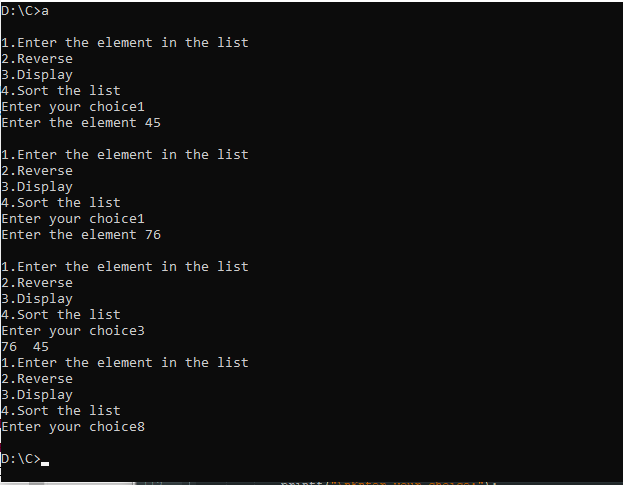 D:\C>a
1.Enter the element in the list
2.Reverse
3.Display
4.Sort the list
Enter your choice1
Enter the element 45
1.Enter the element in the list
2.Reverse
3.Display
4.Sort the list
Enter your choice1
Enter the element 76
1.Enter the element in the list
2.Reverse
3.Display
4.Sort the list
Enter your choice3
76  45
1.Enter the element in the list
2.Reverse
3.Display
4.Sort the list
Enter your choice8
D:\C>